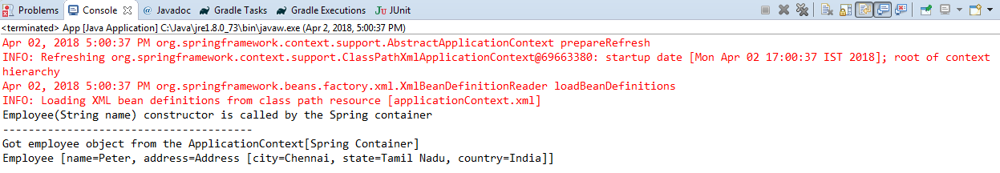 Problems Console Javadoc Gradle Tasks Gradle Executions JUnit
<terminated> App [Java Application] C:\Java\jre1.8.0_73\bin\javaw.exe (Apr 2, 2018, 5:00:37 PM)
Apr 02, 2018 5:00:37 PM org.springframework.context.support.AbstractApplicationContext prepareRefresh
INFO: Refreshing org.springframework.context.support.ClassPathXmlApplicationContext@69663380: startup date [Mon Apr 02 17:00:37 IST 2018]; root of context
hierarchy
Apr 02, 2018 5:00:37 PM org.springframework.beans.factory.xml.XmlBeanDefinitionReader loadBeanDefinitions
INFO: Loading XML bean definitions from class path resource [applicationContext.xml]
Employee(String name) constructor is called by the Spring container
---------------------------------------
Got employee object from the ApplicationContext[Spring Container]
Employee [name=Peter, address=Address [city=Chennai, state=Tamil Nadu, country=India]]